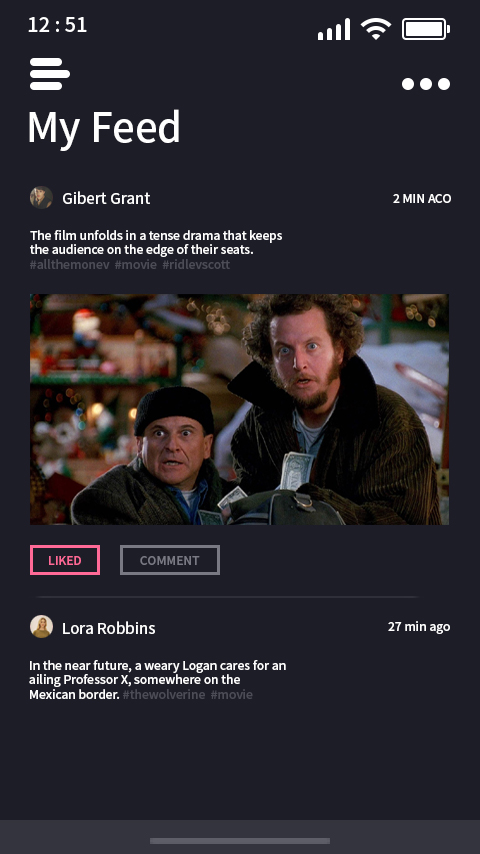 12 : 51
My Feed
Gibert Grant
2 MIN ACO
The film unfolds in a tense drama that keeps
the audience on the edge of their seats.
#allthemonev #movie #ridlevscott
LIKED
COMMENT
Lora Robbins
27 min ago
In the near future, a weary Logan cares for an
ailing Professor X, somewhere on the
Mexican border. #thewolverine #movie